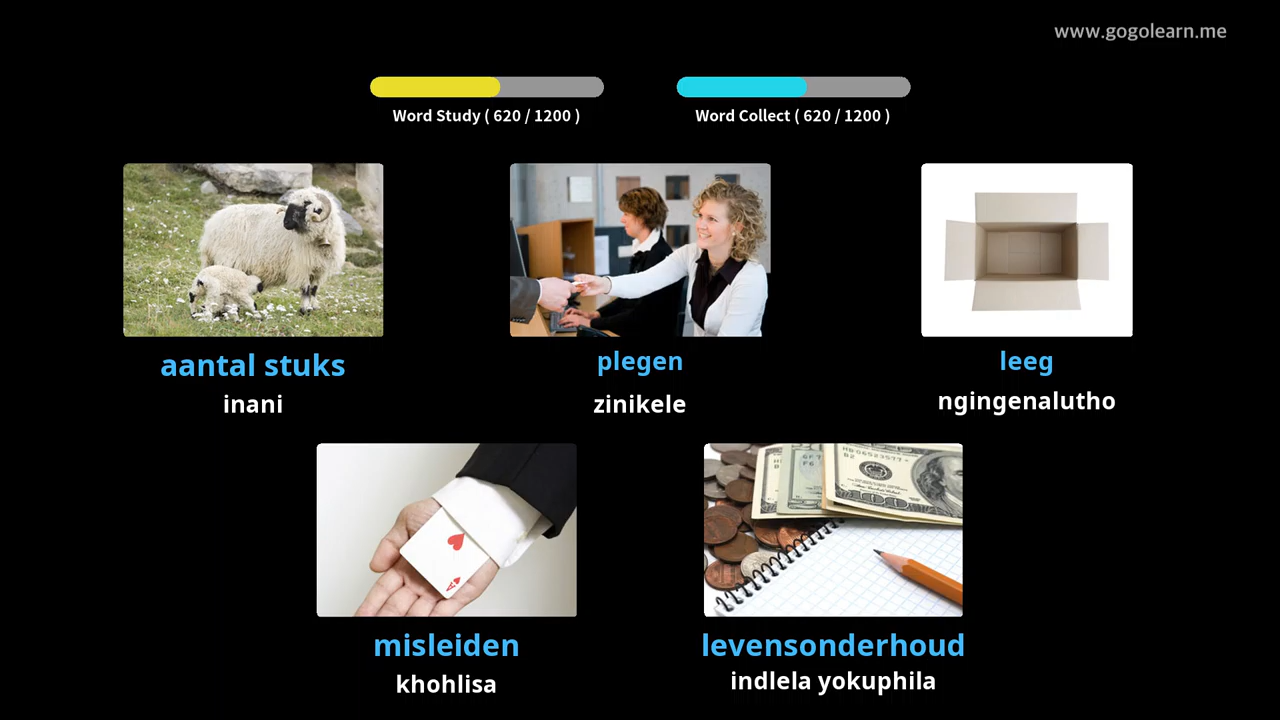 www.gogolearn.me
Word Study ( 620 / 1200 )
Word Collect ( 620 / 1200 )
aantal stuks
inani
plegen
zinikele
leeg
ngingenalutho
misleiden
khohlisa
levensonderhoud
indlela yokuphila